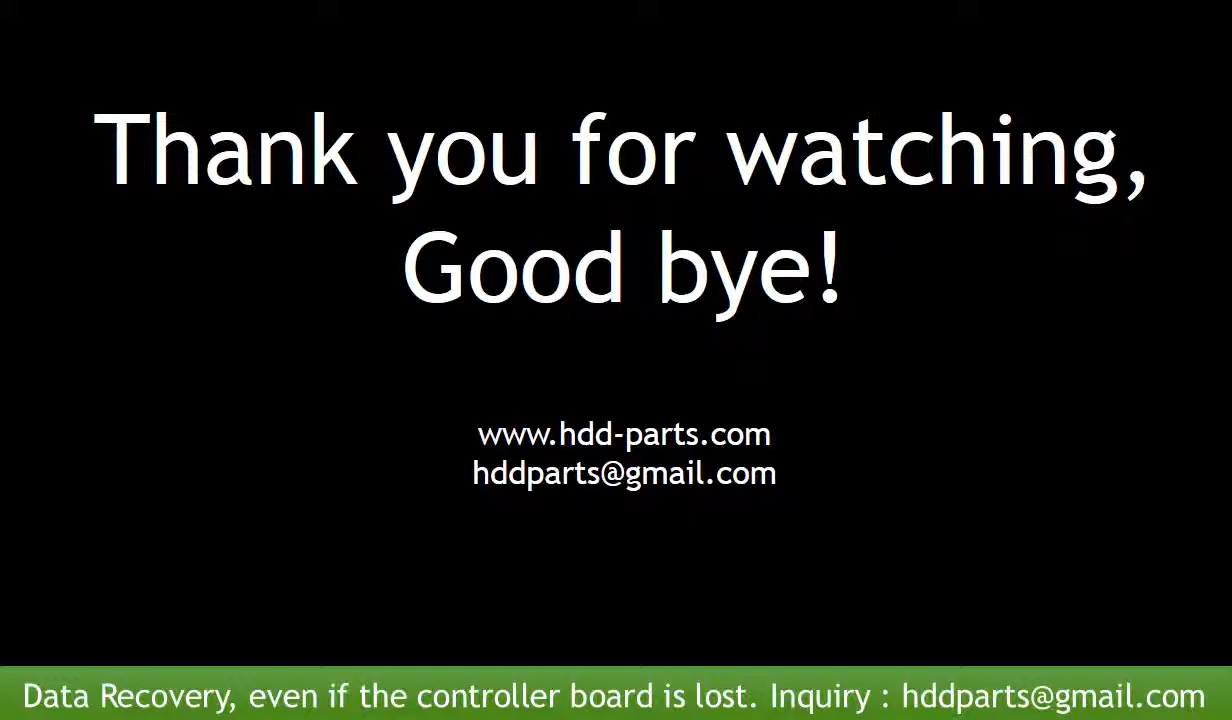 Thank you for watching,
Good bye!
www.hdd-parts.com
hddparts@gmail.com
Data Recovery, even if the controller board is lost. Inquiry : hddparts@gmail.com